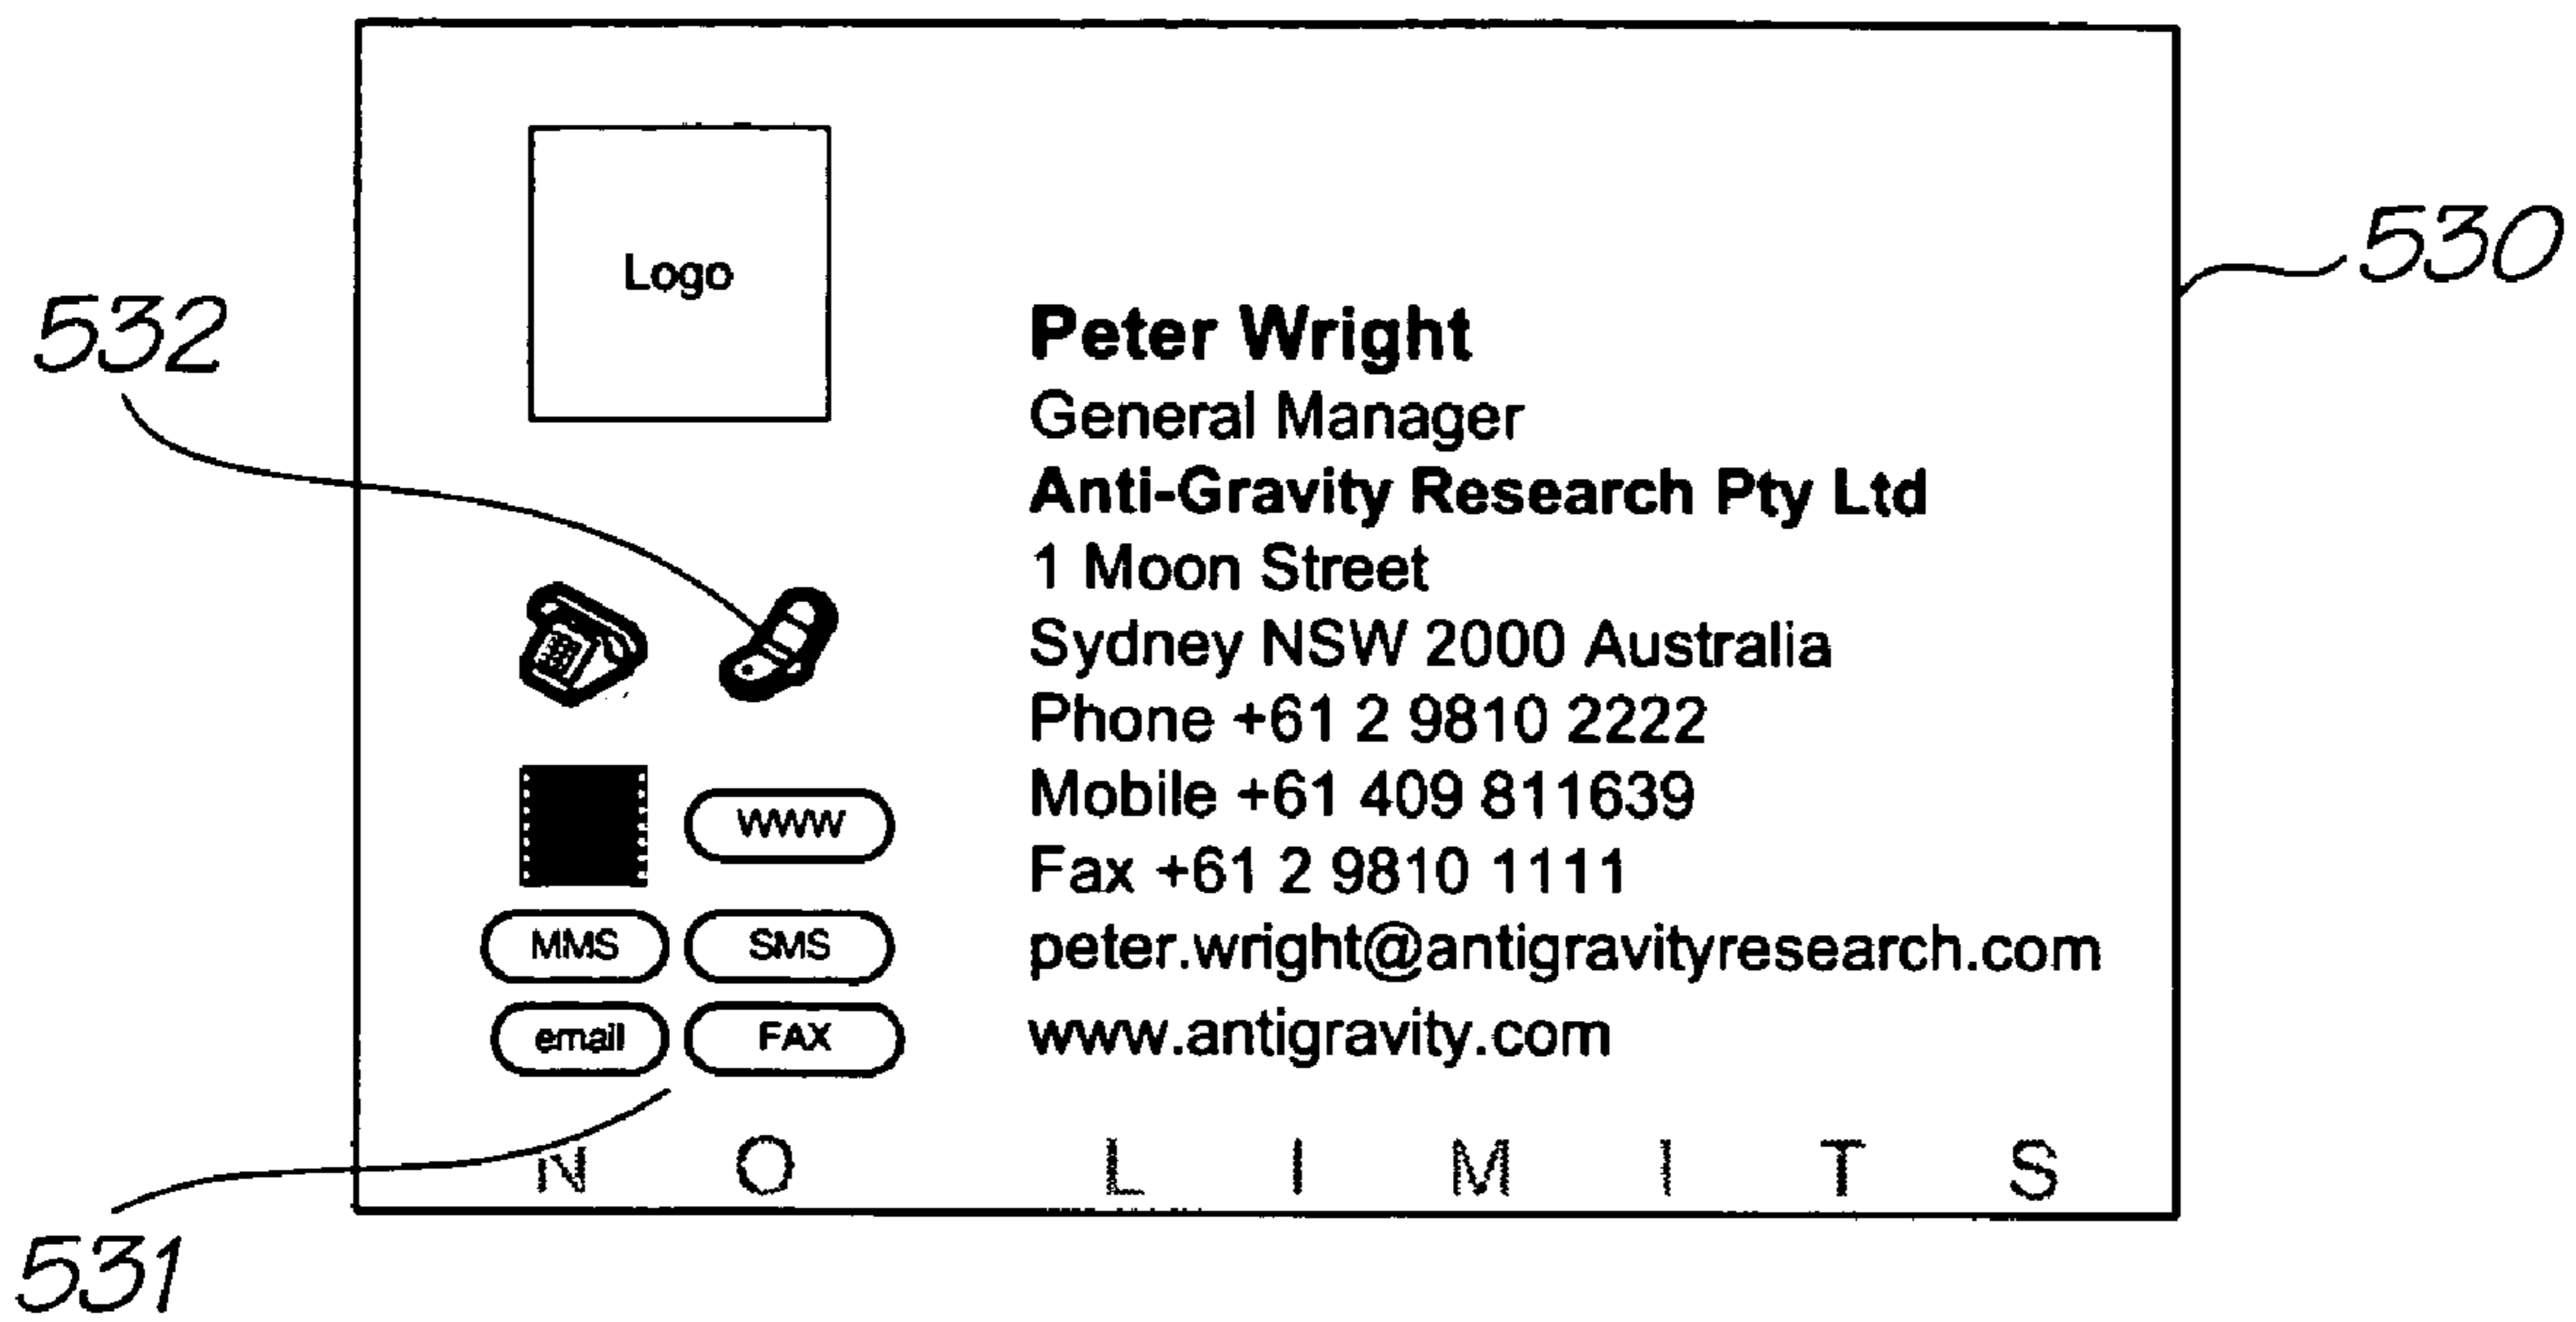 Logo
530
532
Peter Wright
General Manager
Anti-Gravity Research Pty Ltd
1 Moon Street
Sydney NSW 2000 Australia
Phone +61 2 9810 2222
Mobile +61 409 811639
Fax +61 2 9810 1111
peter.wright@antigravityresearch.com
www.antigravity.com
WWW
MMS SMS
email FAX
NO LIMITS
531